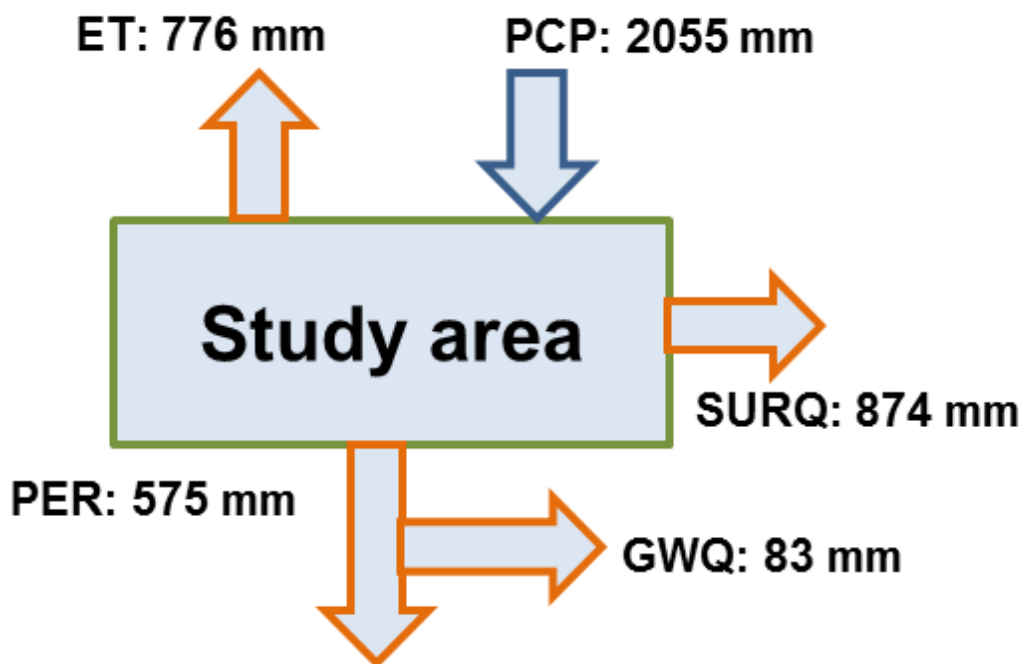 ET: 776 mm
PCP: 2055 mm
Study area
SURQ: 874 mm
PER: 575 mm
GWQ: 83 mm